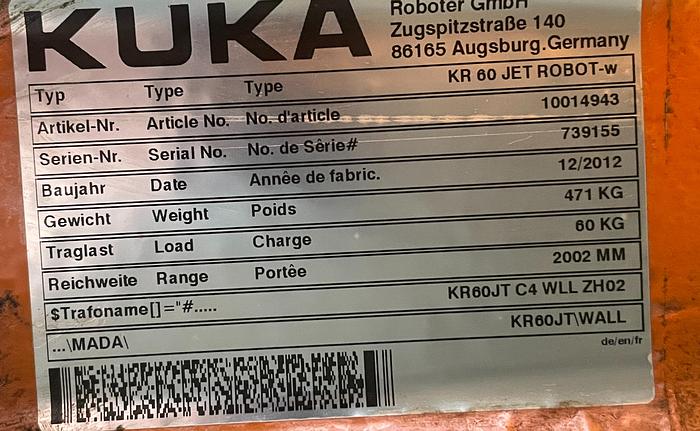 KUKA
Roboter GmbH
Zugspitzstraße 140
86165 Augsburg.Germany
Typ Type Type KR 60 JET ROBOT-w
Artikel-Nr. Article No. No. d'article 10014943
Serien-Nr. Serial No. No. de Sêrie# 739155
Baujahr Date Annêe de fabric. 12/2012
Gewicht Weight Poids 471 KG
Traglast Load Charge 60 KG
Reichweite Range Portêe 2002 MM
$Trafoname[]="#..... KR60JT C4 WLL ZH02
...\MADA\ KR60JT\WALL
de/en/fr